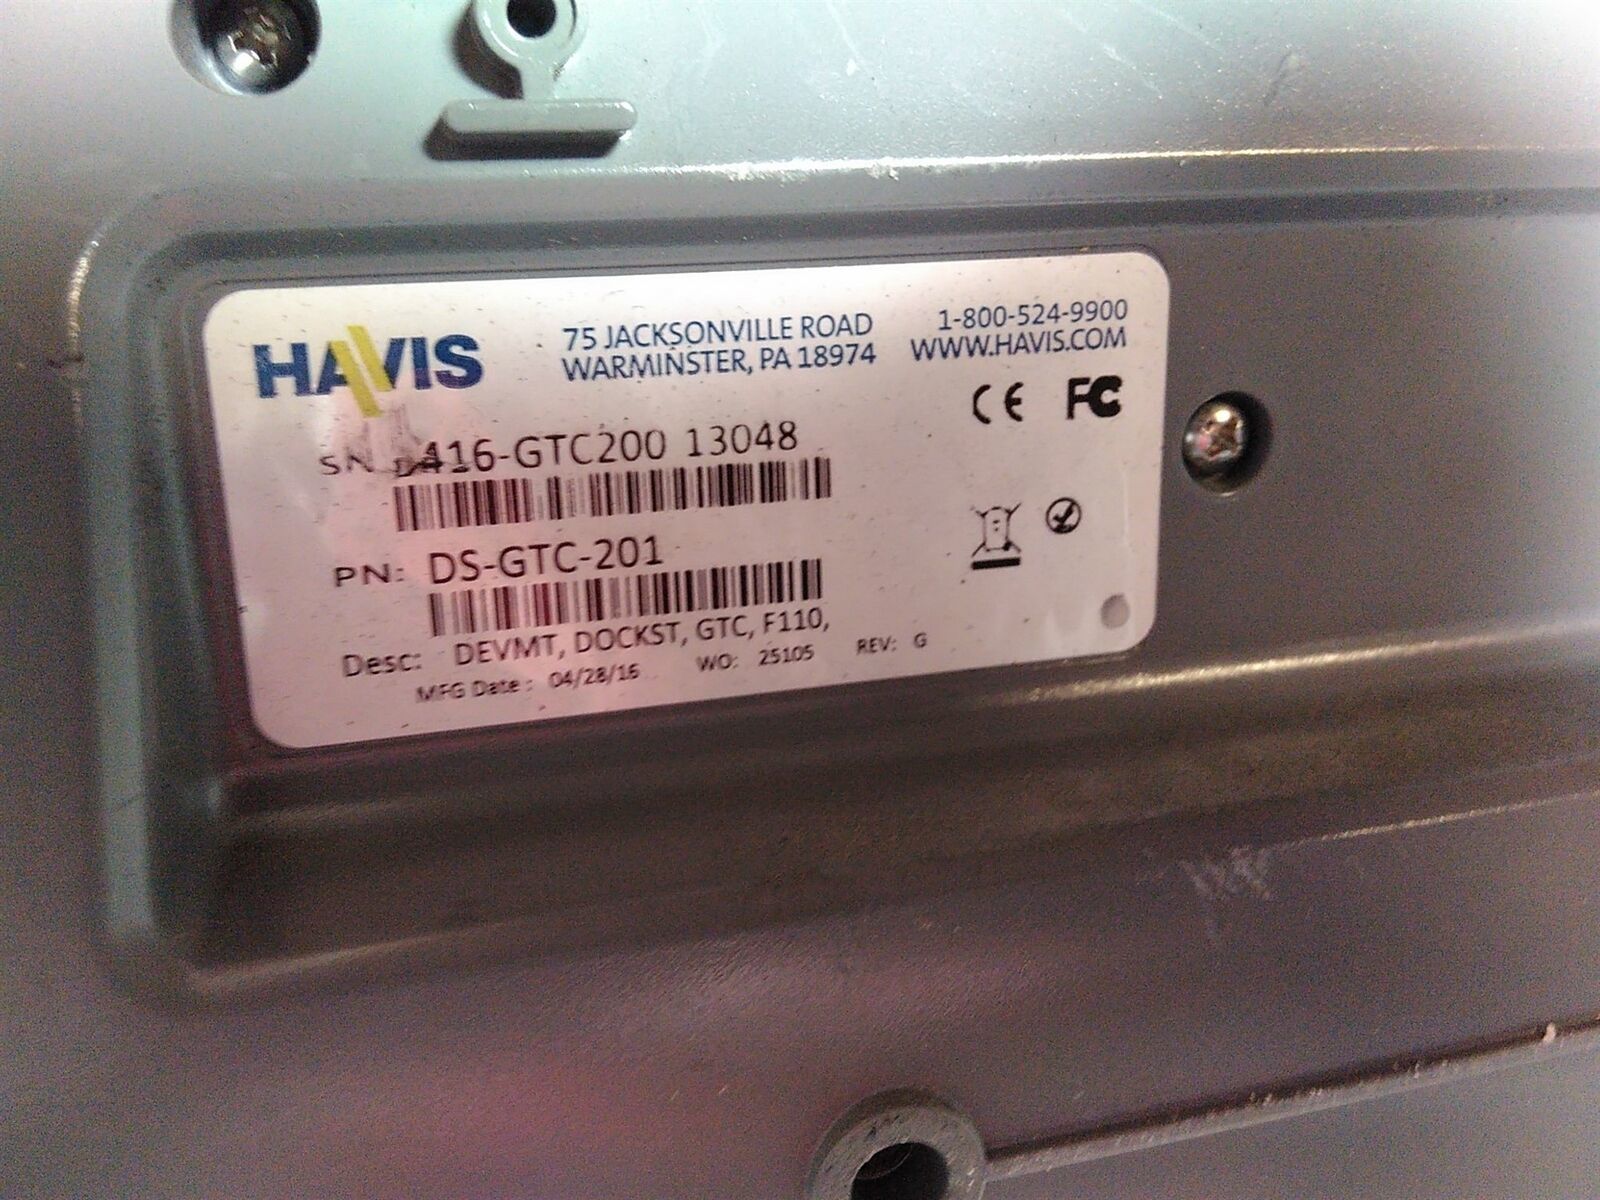 HAVIS
75 JACKSONVILLE ROAD
WARMINSTER, PA 18974
1-800-524-9900
WWW.HAVIS.COM
CE FC
SN 416-GTC200 13048
PN: DS-GTC-201
Desc: DEVMT, DOCKST, GTC, F110,
MFG Date: 04/28/16 WO: 25105 REV: G